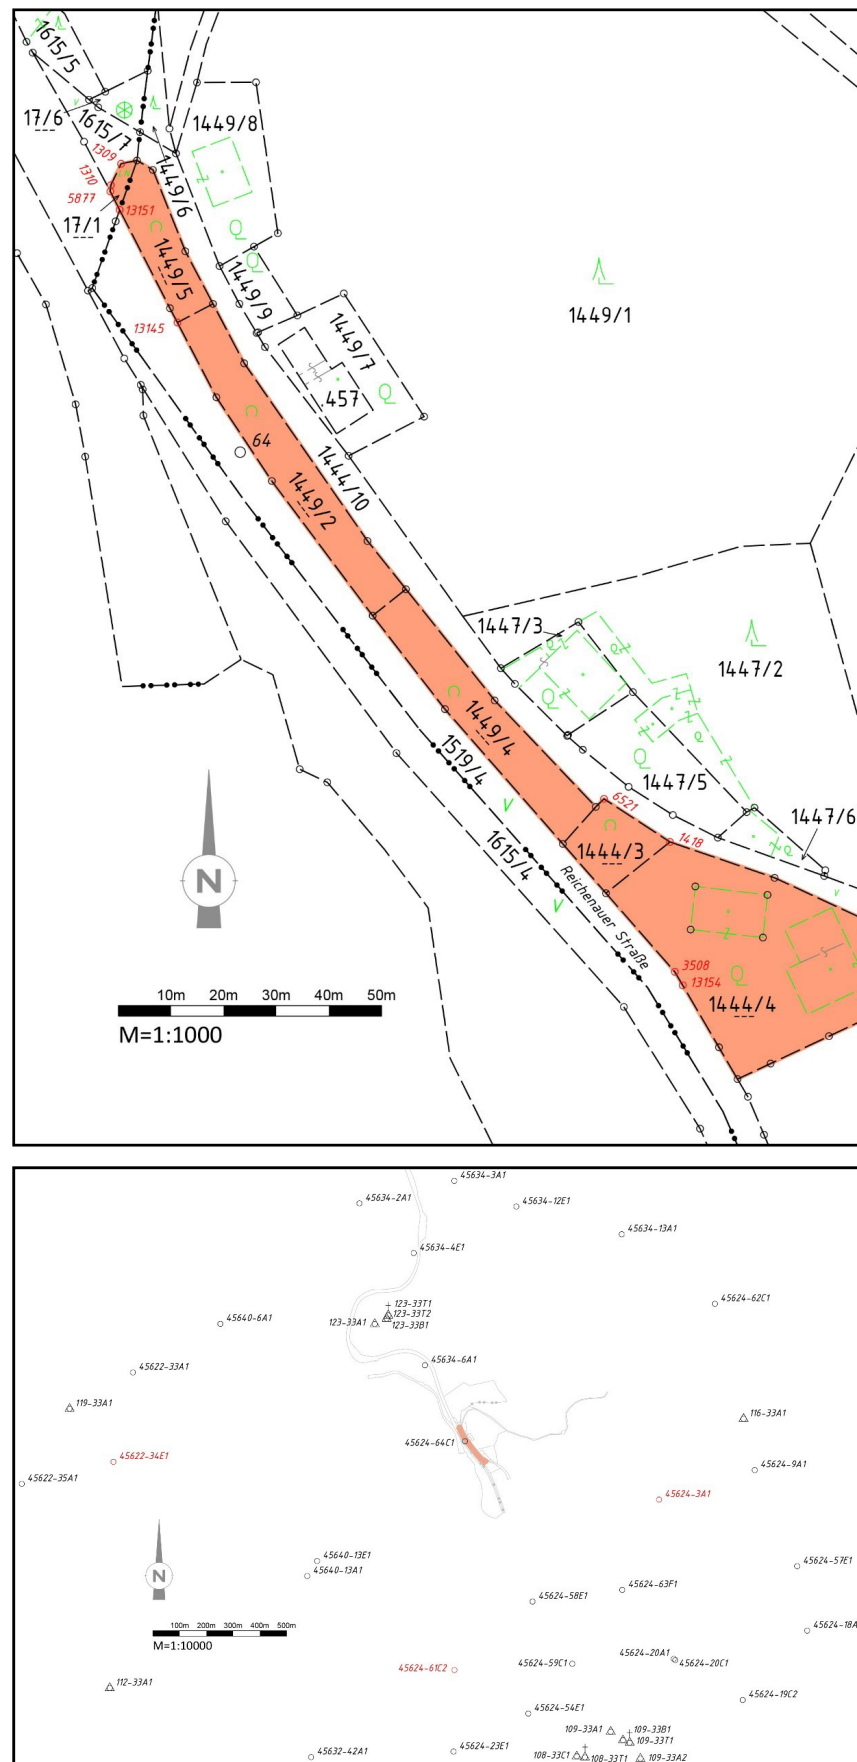 1615/5
17/6
1615/7
1449/8
1309
1310
5877
1449/6
17/1
13151
1449/5
1449/9
1449/1
13145
1449/7
.457
64
1444/10
1449/2
1447/3
1447/2
1449/4
1519/4
1447/5
6521
1447/6
1418
1444/3
1615/4
Reichenauer Straße
3508
13154
1444/4
N
10m 20m 30m 40m 50m
M=1:1000
45634-3A1
45634-2A1
45634-12E1
45634-13A1
45634-4E1
45624-62C1
123-33T1
123-33T2
123-33A1
123-33B1
45640-6A1
45634-6A1
45622-33A1
119-33A1
116-33A1
45624-64C1
45622-34E1
45624-9A1
45622-35A1
45624-3A1
45640-13E1
45640-13A1
45624-57E1
45624-63F1
45624-58E1
N
100m 200m 300m 400m 500m
M=1:10000
45624-18A
45624-20A1
45624-20C1
45624-59C1
45624-61C2
112-33A1
45624-19C2
45624-54E1
109-33A1
109-33B1
109-33T1
45624-23E1
45632-42A1
108-33C1
108-33T1
109-33A2